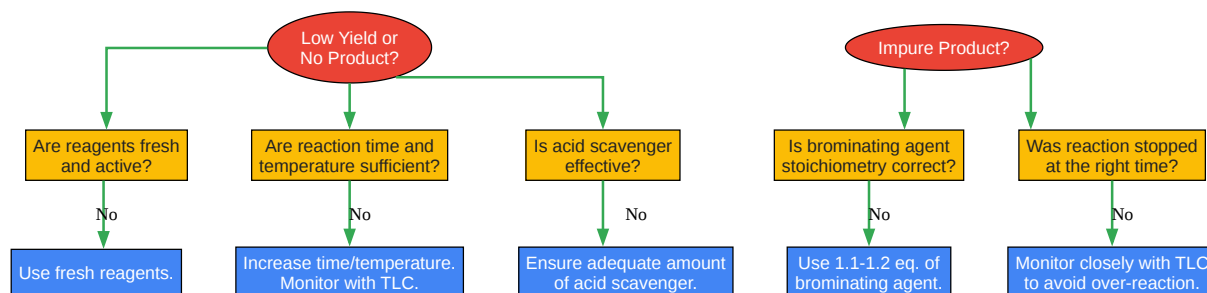 Low Yield or
No Product?
Impure Product?
Are reagents fresh
and active?
Are reaction time and
temperature sufficient?
Is acid scavenger
effective?
Is brominating agent
stoichiometry correct?
Was reaction stopped
at the right time?
No
No
No
No
No
Use fresh reagents.
Increase time/temperature.
Monitor with TLC.
Ensure adequate amount
of acid scavenger.
Use 1.1-1.2 eq. of
brominating agent.
Monitor closely with TLC
to avoid over-reaction.